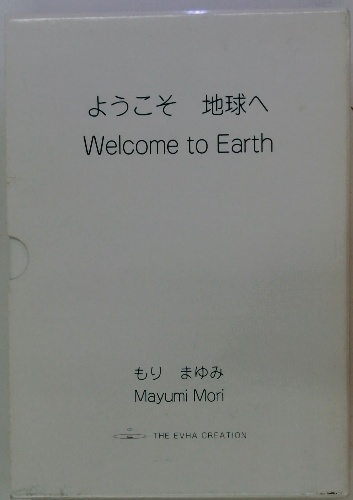 ようこそ　地球へ
Welcome to Earth
もり　まゆみ
Mayumi Mori
THE EVHA CREATION